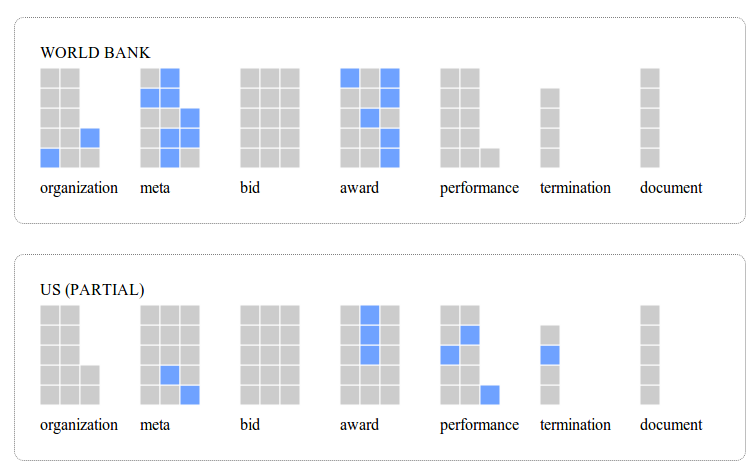 WORLD BANK
organization meta bid award performance termination document
US (PARTIAL)
organization meta bid award performance termination document